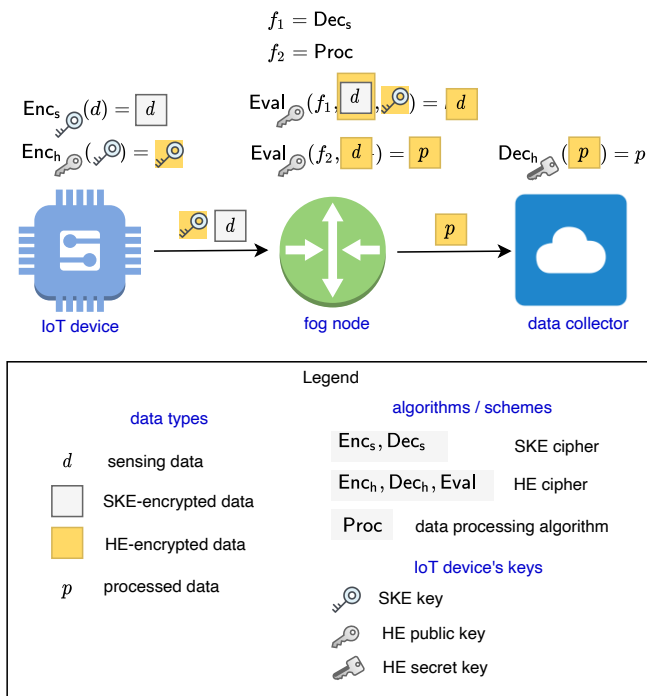 f₁ = Decₛ
f₂ = Proc
Encₛ (d) = d
Encₕ ( ) =
Eval (f₁, d , ) = d
Eval (f₂, d ) = p
Decₕ ( p ) = p
d
p
IoT device
fog node
data collector
Legend
data types
d sensing data
SKE-encrypted data
HE-encrypted data
p processed data
algorithms / schemes
Encₛ, Decₛ SKE cipher
Encₕ, Decₕ, Eval HE cipher
Proc data processing algorithm
IoT device's keys
SKE key
HE public key
HE secret key